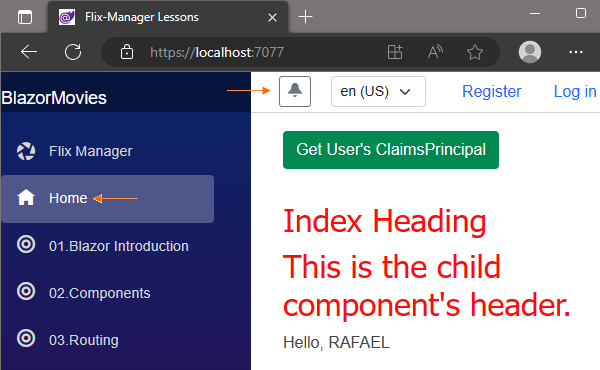 Flix-Manager Lessons
https://localhost:7077
BlazorMovies
en (US)
Register
Log in
Flix Manager
Home
01.Blazor Introduction
02.Components
03.Routing
Get User's ClaimsPrincipal
Index Heading
This is the child
component's header.
Hello, RAFAEL